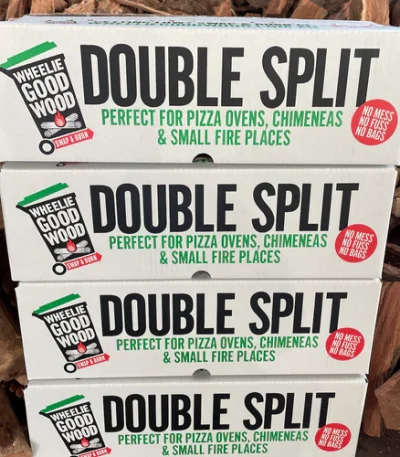 WHEELIE
GOOD
WOOD
SWAP & BURN
DOUBLE SPLIT
PERFECT FOR PIZZA OVENS, CHIMENEAS
& SMALL FIRE PLACES
NO MESS
NO FUSS
NO BAGS
WHEELIE
GOOD
WOOD
SWAP & BURN
DOUBLE SPLIT
PERFECT FOR PIZZA OVENS, CHIMENEAS
& SMALL FIRE PLACES
NO MESS
NO FUSS
NO BAGS
WHEELIE
GOOD
WOOD
SWAP & BURN
DOUBLE SPLIT
PERFECT FOR PIZZA OVENS, CHIMENEAS
& SMALL FIRE PLACES
NO MESS
NO FUSS
NO BAGS
WHEELIE
GOOD
WOOD
DOUBLE SPLIT
PERFECT FOR PIZZA OVENS, CHIMENEAS
& SMALL FIRE PLACES
NO MESS
NO FUSS
NO BAGS